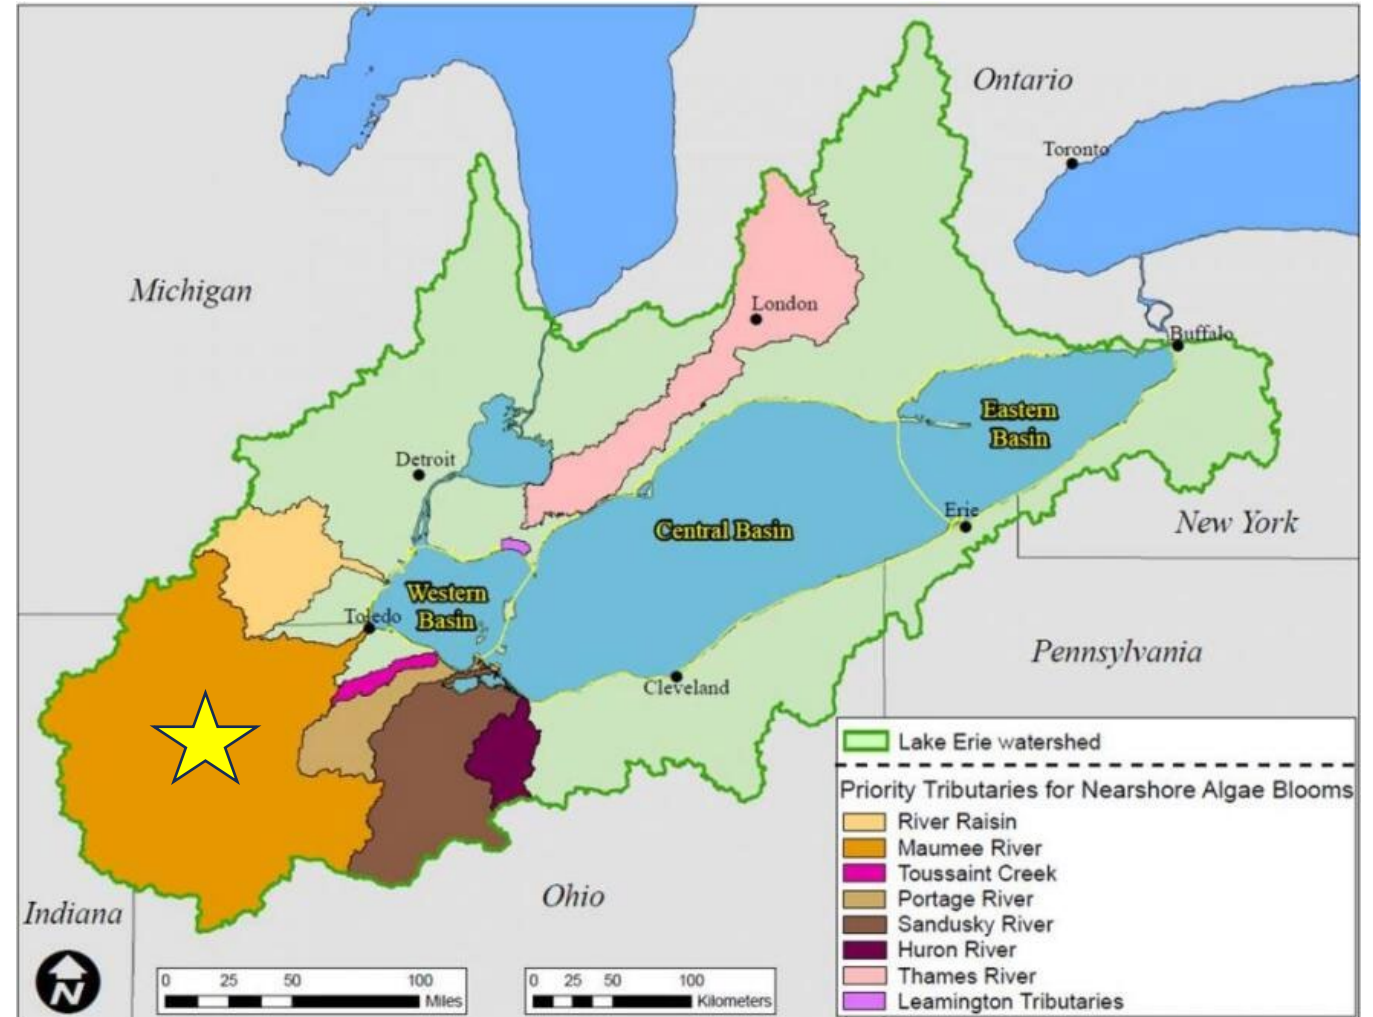 Ontario
Toronto
Michigan
London
Buffalo
Eastern
Basin
Detroit
Erie
New York
Central Basin
Western
Basin
Toledo
Pennsylvania
Cleveland
Lake Erie watershed
Priority Tributaries for Nearshore Algae Blooms
River Raisin
Maumee River
Toussaint Creek
Portage River
Sandusky River
Huron River
Thames River
Leamington Tributaries
Ohio
Indiana
N
0 25 50 100
Miles
0 25 50 100
Kilometers